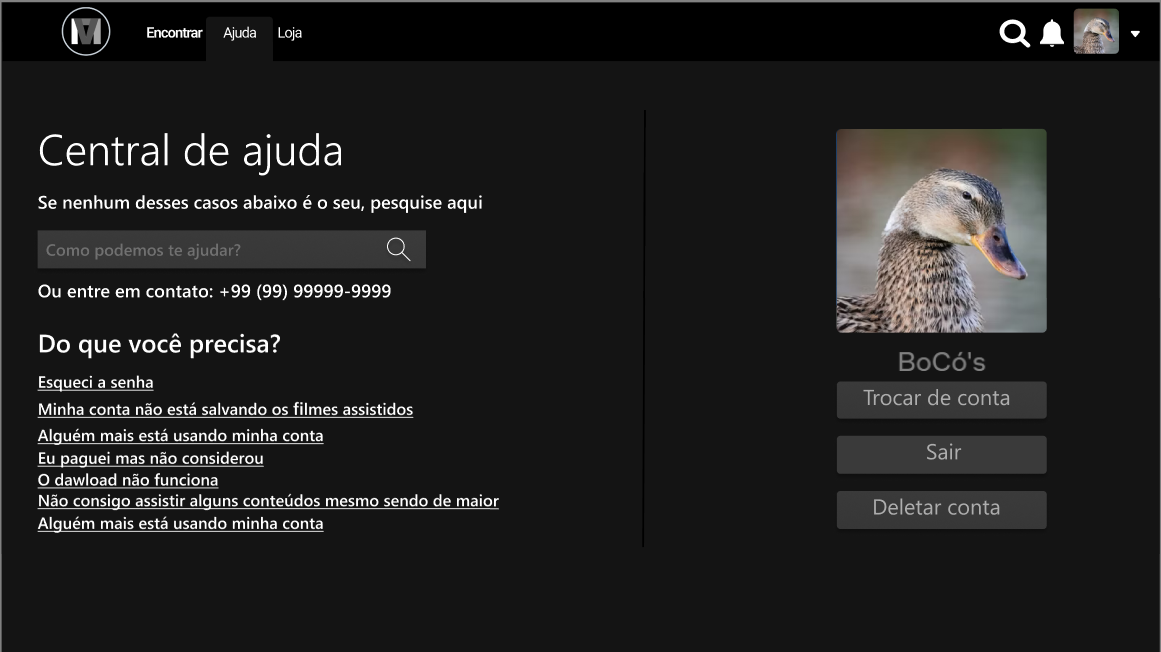 Encontrar Ajuda Loja
Central de ajuda
Se nenhum desses casos abaixo é o seu, pesquise aqui
Como podemos te ajudar?
Ou entre em contato: +99 (99) 99999-9999
Do que você precisa?
Esqueci a senha
Minha conta não está salvando os filmes assistidos
Alguém mais está usando minha conta
Eu paguei mas não considerou
O dawload não funciona
Não consigo assistir alguns conteúdos mesmo sendo de maior
Alguém mais está usando minha conta
BoCó's
Trocar de conta
Sair
Deletar conta